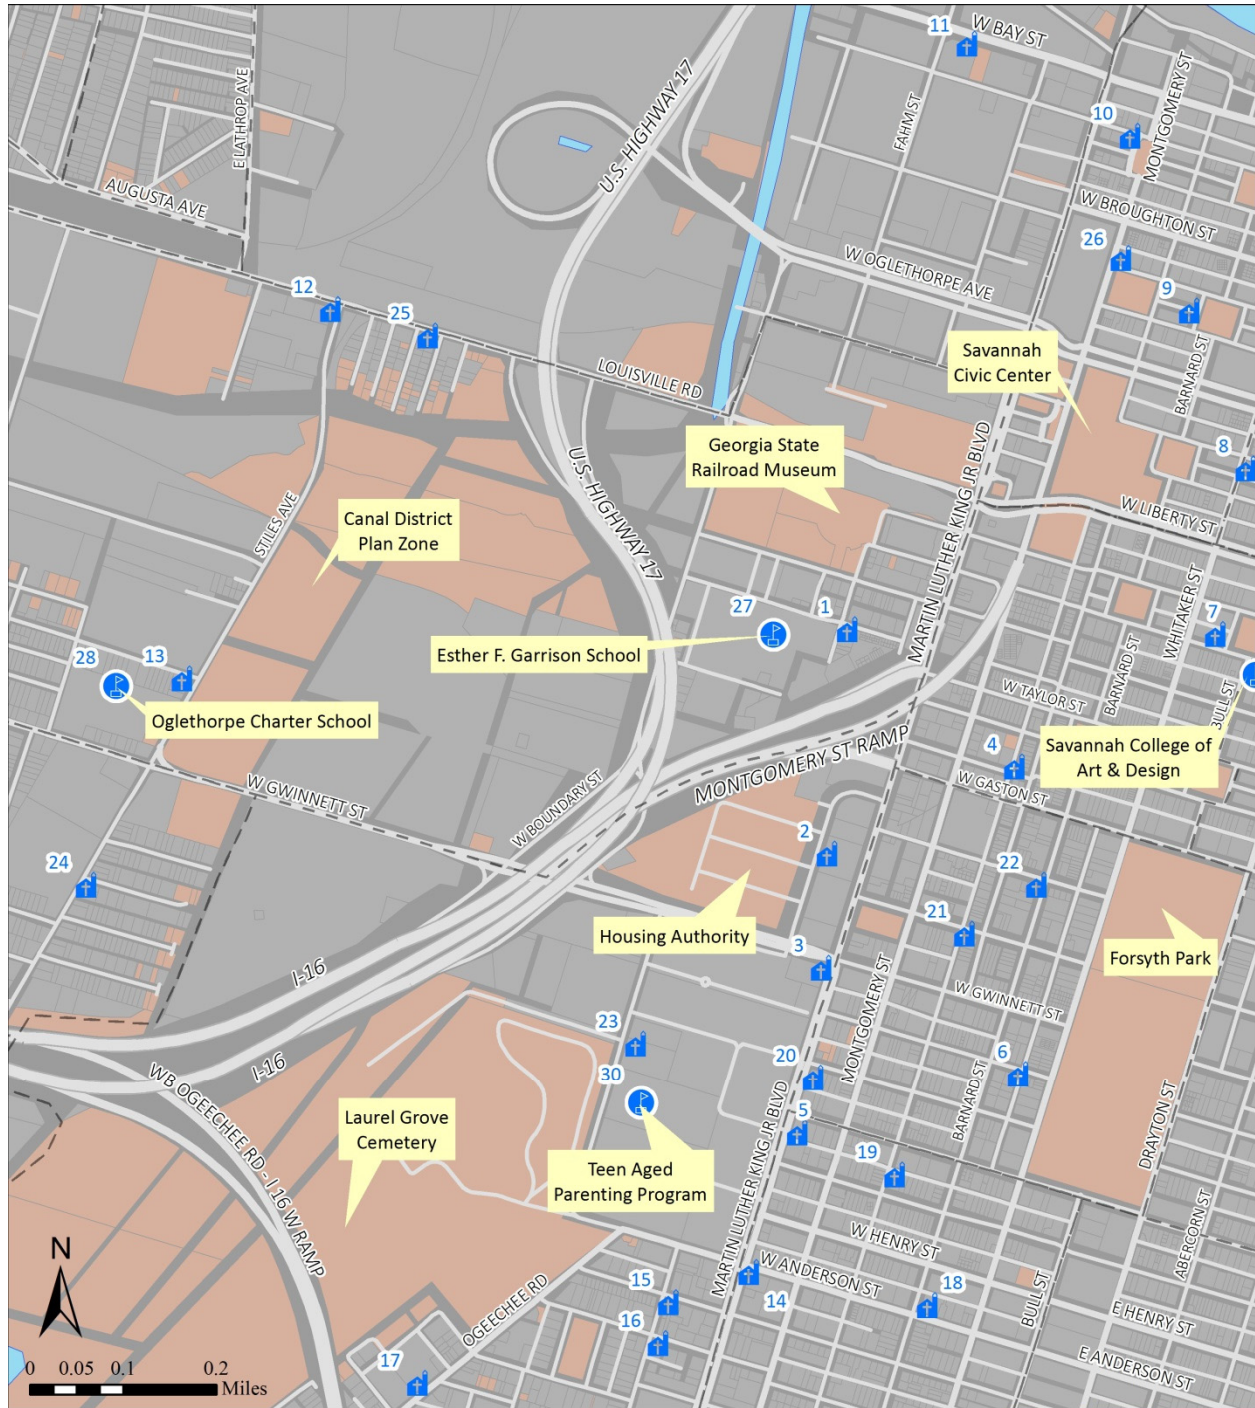 11
W BAY ST
U.S. HIGHWAY 17
E LATHROP AVE
FAHM ST
10
MONTGOMERY ST
AUGUSTA AVE
W BROUGHTON ST
26
W OGLETHORPE AVE
9
12
25
Savannah
Civic Center
BARNARD ST
LOUISVILLE RD
Georgia State
Railroad Museum
8
MARTIN LUTHER KING JR BLVD
W LIBERTY ST
U.S. HIGHWAY 17
STILES AVE
Canal District
Plan Zone
27
1
WHITAKER ST
7
Esther F. Garrison School
28
13
Oglethorpe Charter School
W TAYLOR ST
BARNARD ST
BULL ST
4
Savannah College of
Art & Design
MONTGOMERY ST RAMP
W GWINNETT ST
W BOUNDARY ST
W GASTON ST
2
24
22
21
Housing Authority
Forsyth Park
3
I-16
W GWINNETT ST
MONTGOMERY ST
23
I-16
20
6
30
WB OGEECHEE RD - I 16 W RAMP
Laurel Grove
Cemetery
MARTIN LUTHER KING JR BLVD
5
BARNARD ST
DRAYTON ST
19
Teen Aged
Parenting Program
ABERCORN ST
N
W HENRY ST
W ANDERSON ST
15
14
18
BULL ST
OGEECHEE RD
16
E HENRY ST
17
E ANDERSON ST
0 0.05 0.1 0.2
Miles